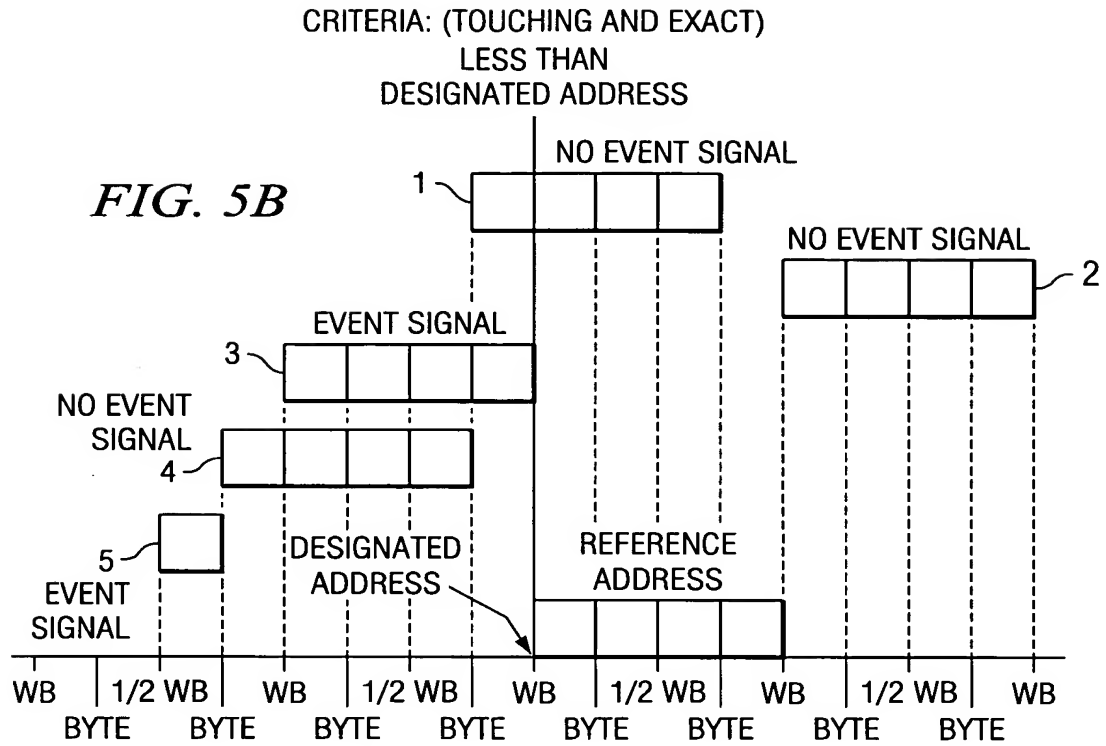 CRITERIA: (TOUCHING AND EXACT)
LESS THAN
DESIGNATED ADDRESS
NO EVENT SIGNAL
1
FIG. 5B
NO EVENT SIGNAL
2
EVENT SIGNAL
3
NO EVENT
SIGNAL
4
5
EVENT
SIGNAL
DESIGNATED
ADDRESS
REFERENCE
ADDRESS
WB 1/2 WB WB 1/2 WB WB 1/2 WB WB 1/2 WB WB
BYTE BYTE BYTE BYTE BYTE BYTE BYTE BYTE